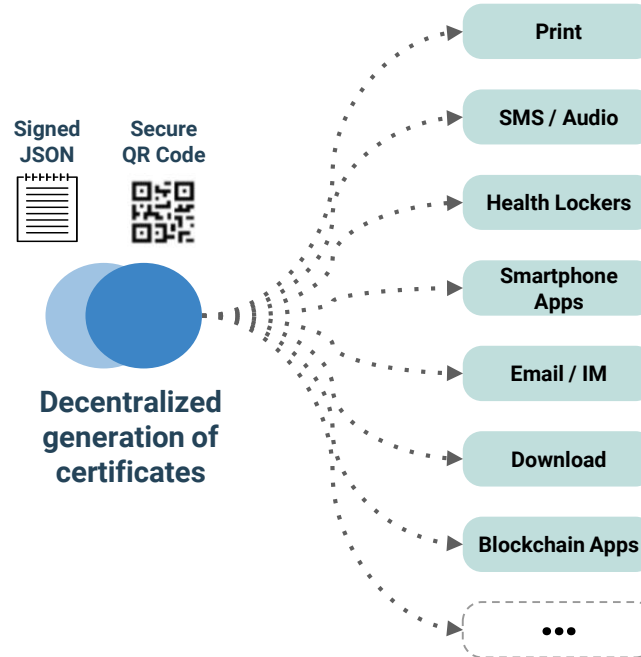 Signed
JSON
Secure
QR Code
Decentralized
generation of
certificates
Print
SMS / Audio
Health Lockers
Smartphone
Apps
Email / IM
Download
Blockchain Apps
•••